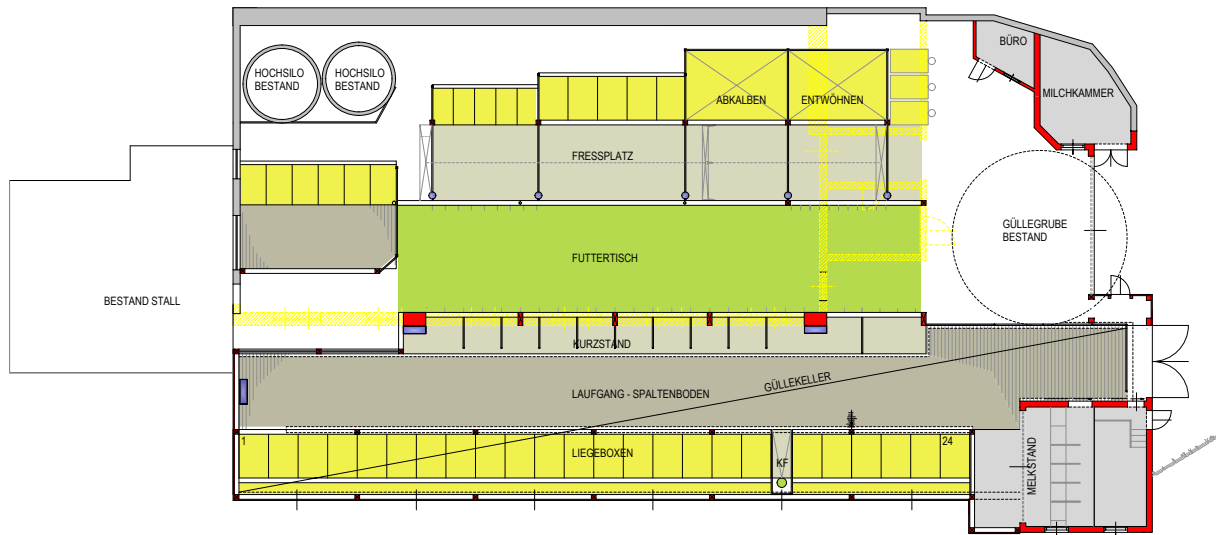 BÜRO
HOCHSILO
BESTAND
HOCHSILO
BESTAND
MILCHKAMMER
ABKALBEN
ENTWÖHNEN
FRESSPLATZ
GÜLLEGRUBE
BESTAND
FUTTERTISCH
BESTAND STALL
KURZSTAND
GÜLLEKELLER
LAUFGANG - SPALTENBODEN
1
24
LIEGEBOXEN
KF
MELKSTAND